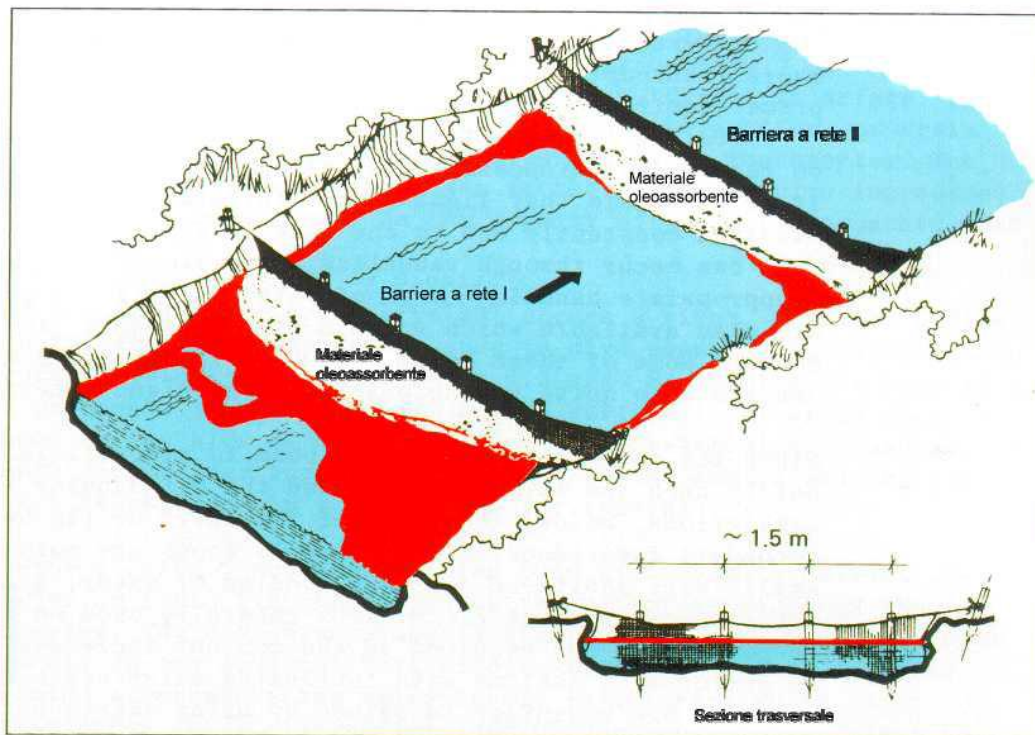 Barriera a rete II
Materiale
oleoassorbente
Barriera a rete I
Materiale
oleoassorbente
~ 1.5 m
Sezione trasversale